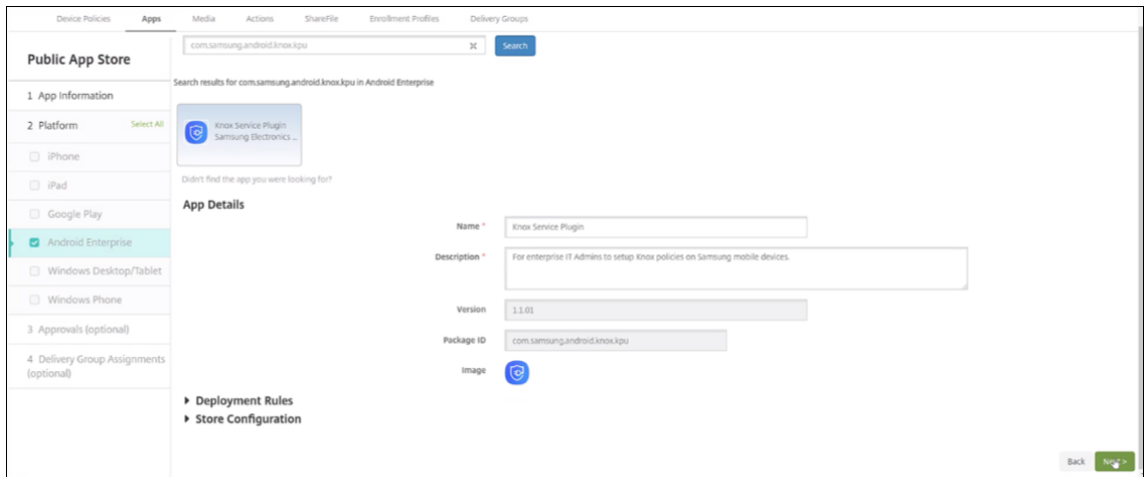 Device Policies Apps Media Actions ShareFile Enrollment Profiles Delivery Groups
Public App Store
1 App Information
2 Platform Select All
iPhone
iPad
Google Play
Android Enterprise
Windows Desktop/Tablet
Windows Phone
3 Approvals (optional)
4 Delivery Group Assignments
(optional)
com.samsung.android.knox.kpu
Search
Search results for com.samsung.android.knox.kpu in Android Enterprise
Knox Service Plugin
Samsung Electronics ...
Didn't find the app you were looking for?
App Details
Name * Knox Service Plugin
Description * For enterprise IT Admins to setup Knox policies on Samsung mobile devices.
Version 1.1.01
Package ID com.samsung.android.knox.kpu
Image
Deployment Rules
Store Configuration
Back Next >